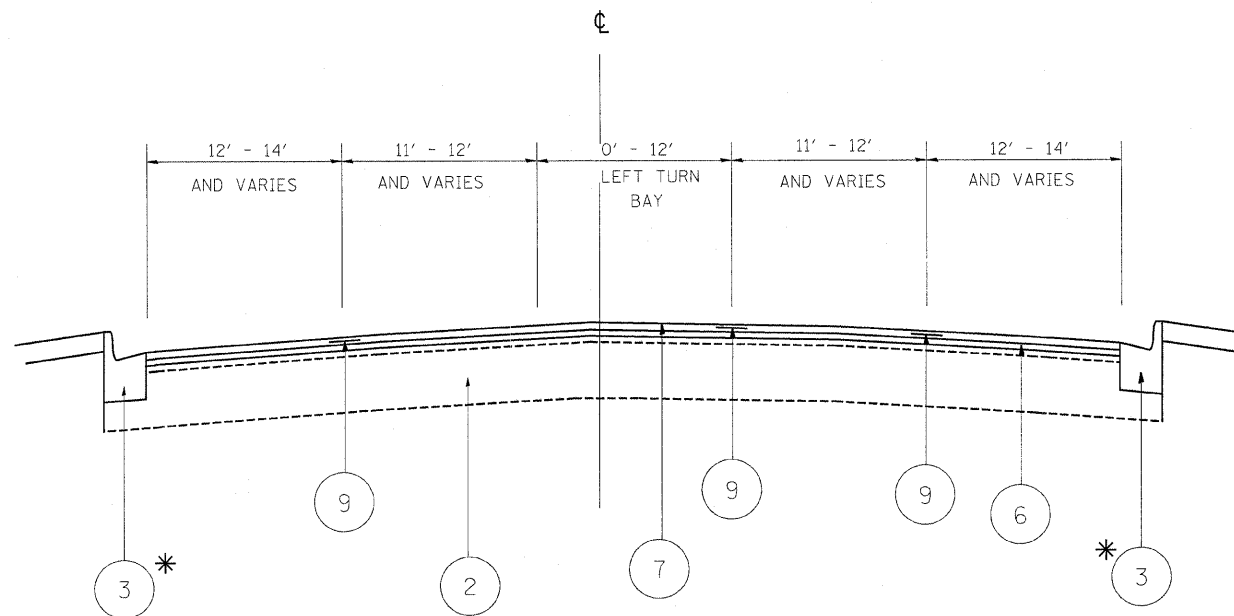 ℄
12' - 14'
AND VARIES
11' - 12'
AND VARIES
0' - 12'
LEFT TURN
BAY
11' - 12'
AND VARIES
12' - 14'
AND VARIES
3
*
9
2
7
9
9
6
*
3